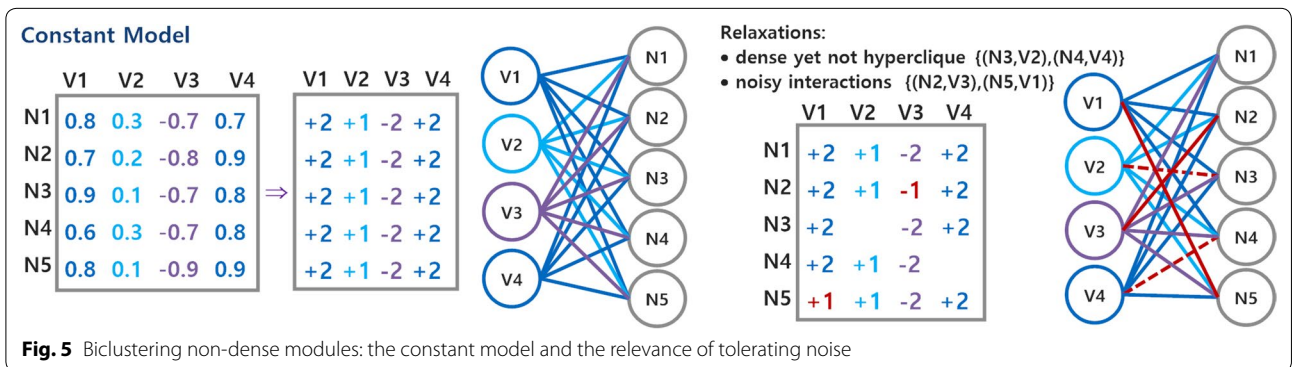 Constant Model
V1 V2 V3 V4
N1 0.8 0.3 -0.7 0.7
N2 0.7 0.2 -0.8 0.9
N3 0.9 0.1 -0.7 0.8
N4 0.6 0.3 -0.7 0.8
N5 0.8 0.1 -0.9 0.9
⇒
V1 V2 V3 V4
+2 +1 -2 +2
+2 +1 -2 +2
+2 +1 -2 +2
+2 +1 -2 +2
+2 +1 -2 +2
V1
V2
V3
V4
N1
N2
N3
N4
N5
Relaxations:
• dense yet not hyperclique {(N3,V2),(N4,V4)}
• noisy interactions {(N2,V3),(N5,V1)}
V1 V2 V3 V4
N1 +2 +1 -2 +2
N2 +2 +1 -1 +2
N3 +2 -2 +2
N4 +2 +1 -2
N5 +1 +1 -2 +2
V1
V2
V3
V4
N1
N2
N3
N4
N5
Fig. 5 Biclustering non-dense modules: the constant model and the relevance of tolerating noise